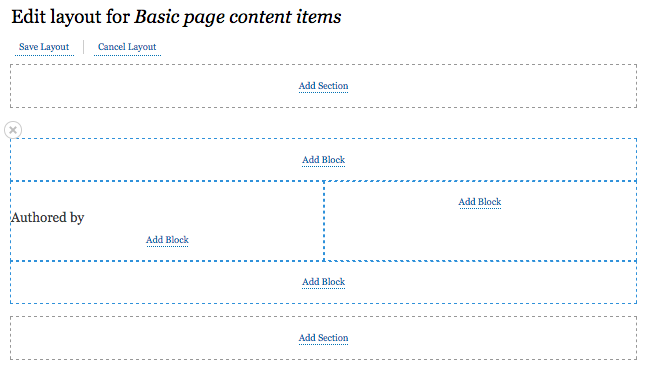 Edit layout for Basic page content items
Save Layout Cancel Layout
Add Section
Add Block
Add Block
Authored by
Add Block
Add Block
Add Section